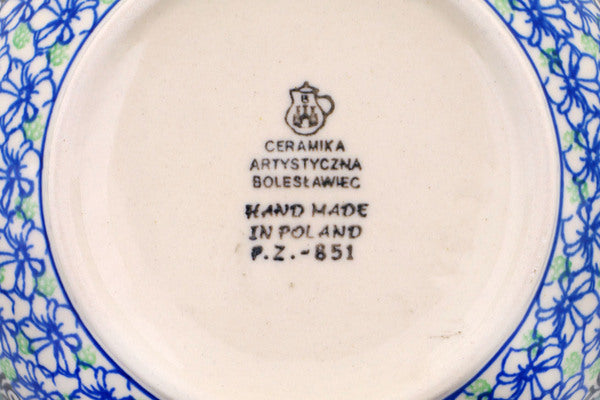 B
CERAMIKA
ARTYSTYCZNA
BOLESŁAWIEC
HAND MADE
IN POLAND
P.Z.-851